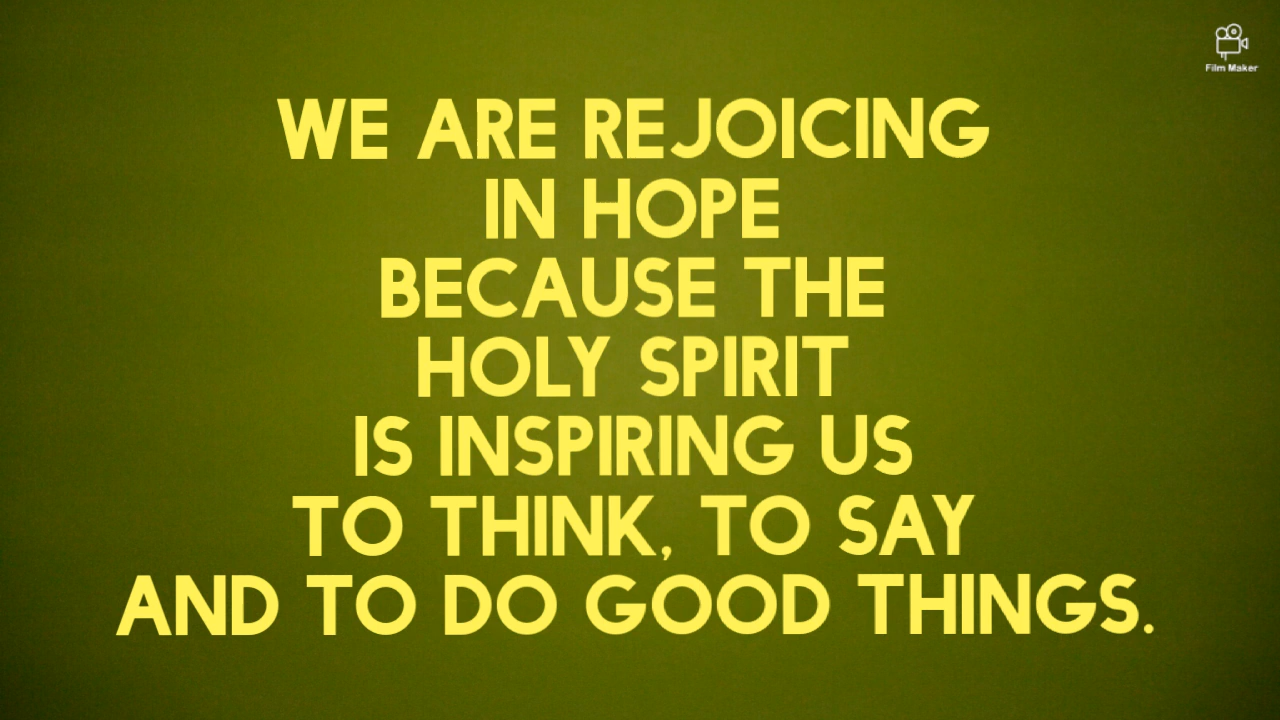 Film Maker
WE ARE REJOICING
IN HOPE
BECAUSE THE
HOLY SPIRIT
IS INSPIRING US
TO THINK, TO SAY
AND TO DO GOOD THINGS.